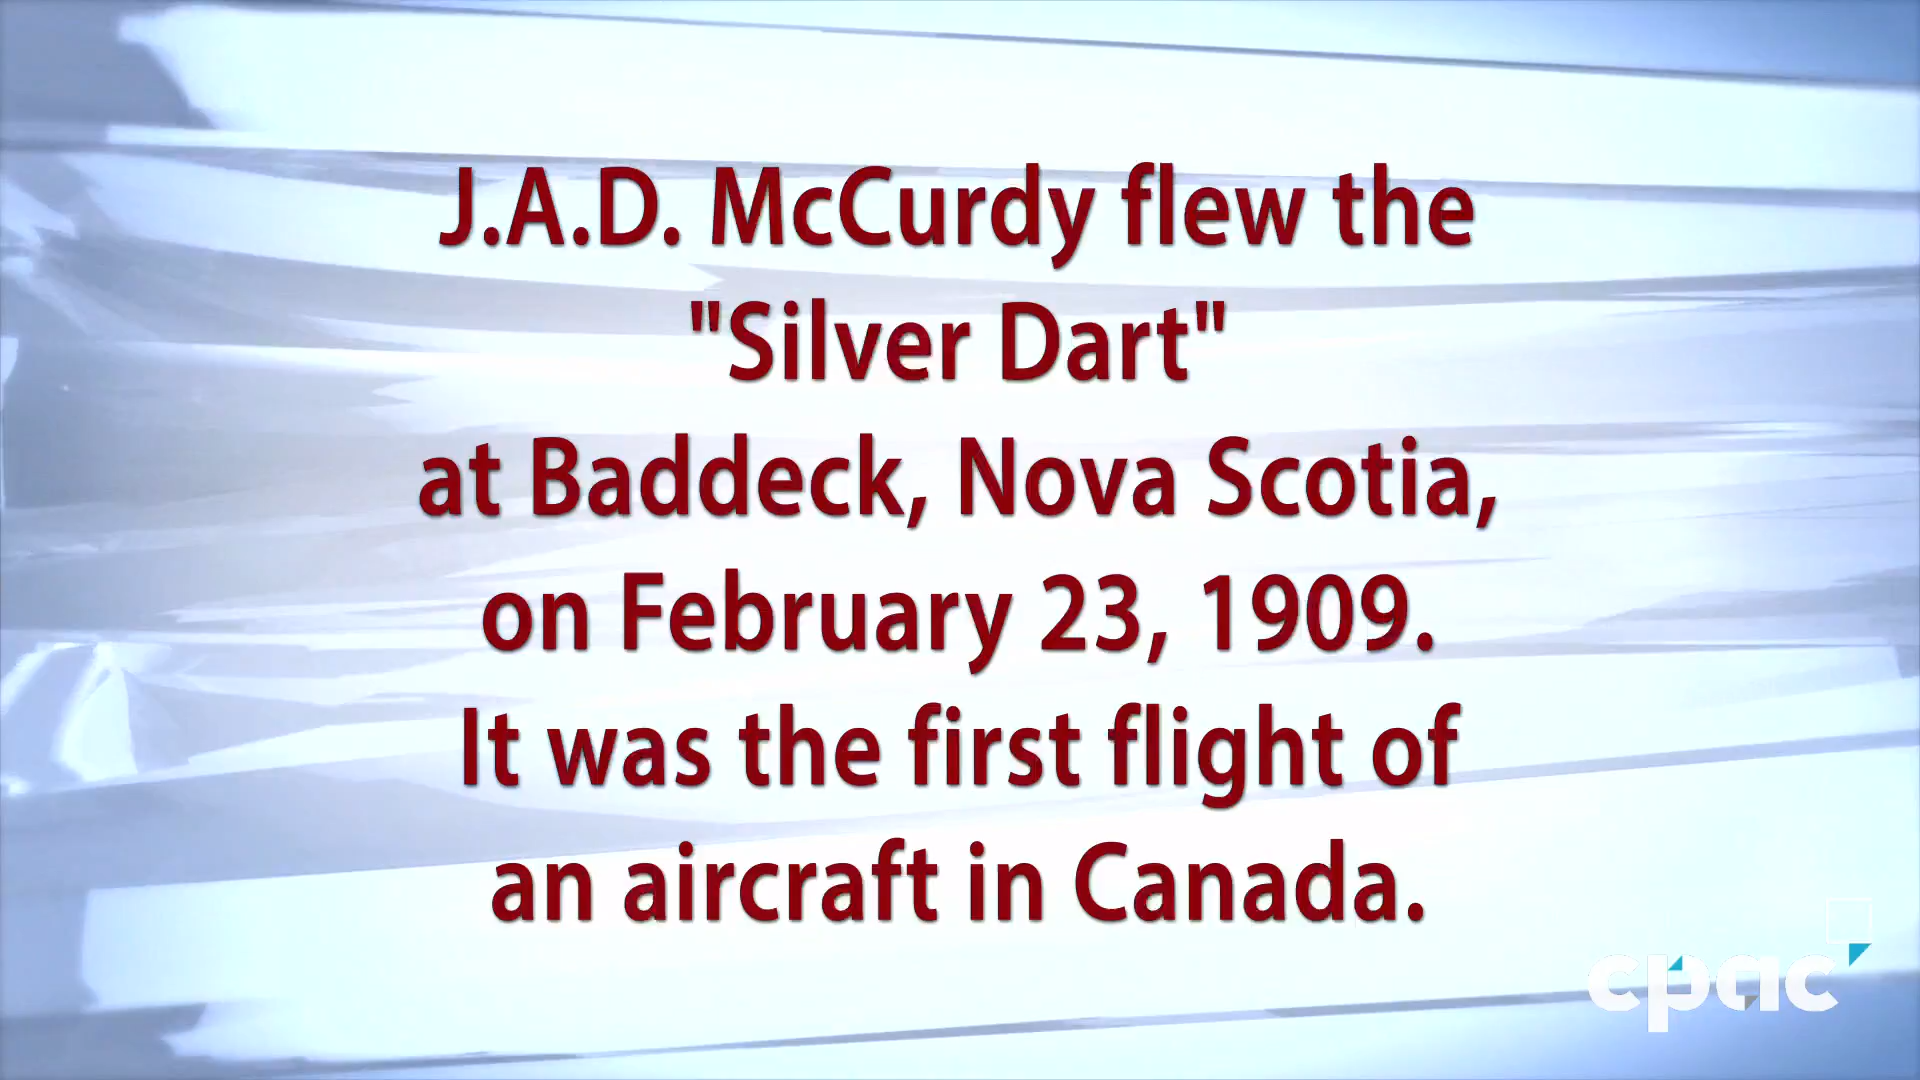 J.A.D. McCurdy flew the
"Silver Dart"
at Baddeck, Nova Scotia,
on February 23, 1909.
It was the first flight of
an aircraft in Canada.
cpac